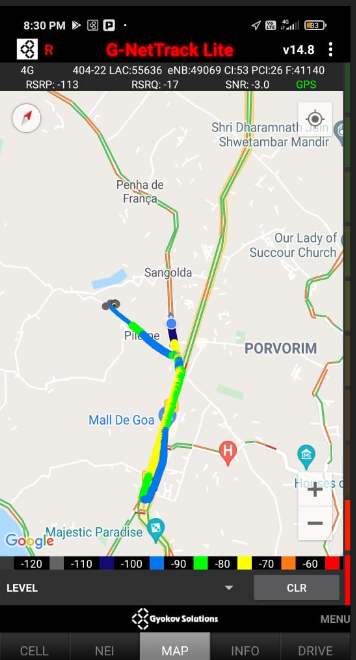 8:30 PM
4G
83
R G-NetTrack Lite v14.8
4G 404-22 LAC:55636 eNB:49069 CI:53 PCI:26 F:41140
RSRP: -113 RSRQ: -17 SNR: -3.0 GPS
Shri Dharamnath Jain
Shwetambar Mandir
Penha de
França
Our Lady of
Succour Church
Sangolda
Pilerne
PORVORIM
Mall De Goa
H
H
Houses o
+
Majestic Paradise
−
Google
-120 -110 -100 -90 -80 -70 -60
LEVEL CLR
Gyokov Solutions MENU
CELL NEI MAP INFO DRIVE